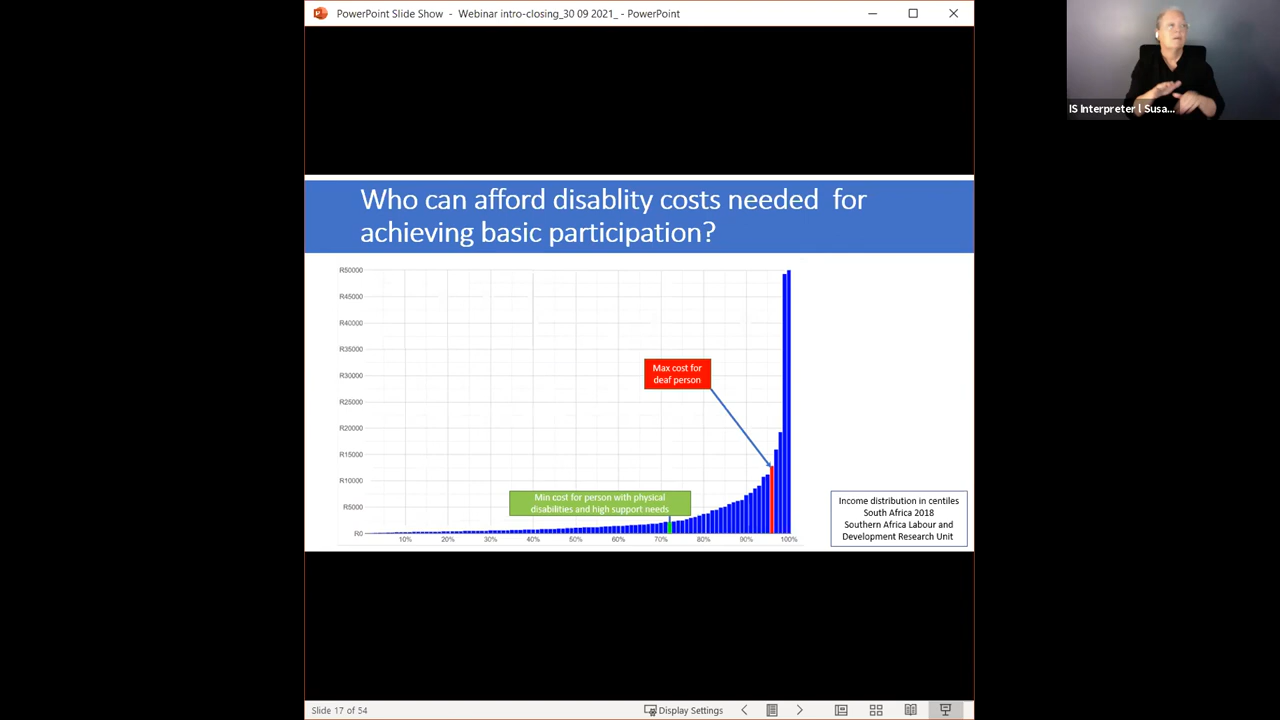 PowerPoint Slide Show - Webinar intro-closing_30 09 2021_ - PowerPoint
IS Interpreter l Susa...
Who can afford disablity costs needed for
achieving basic participation?
R50000
R45000
R40000
R35000
R30000
R25000
R20000
R15000
R10000
R5000
R0
Max cost for
deaf person
Min cost for person with physical
disabilities and high support needs
10% 20% 30% 40% 50% 60% 70% 80% 90% 100%
Income distribution in centiles
South Africa 2018
Southern Africa Labour and
Development Research Unit
Slide 17 of 54
Display Settings